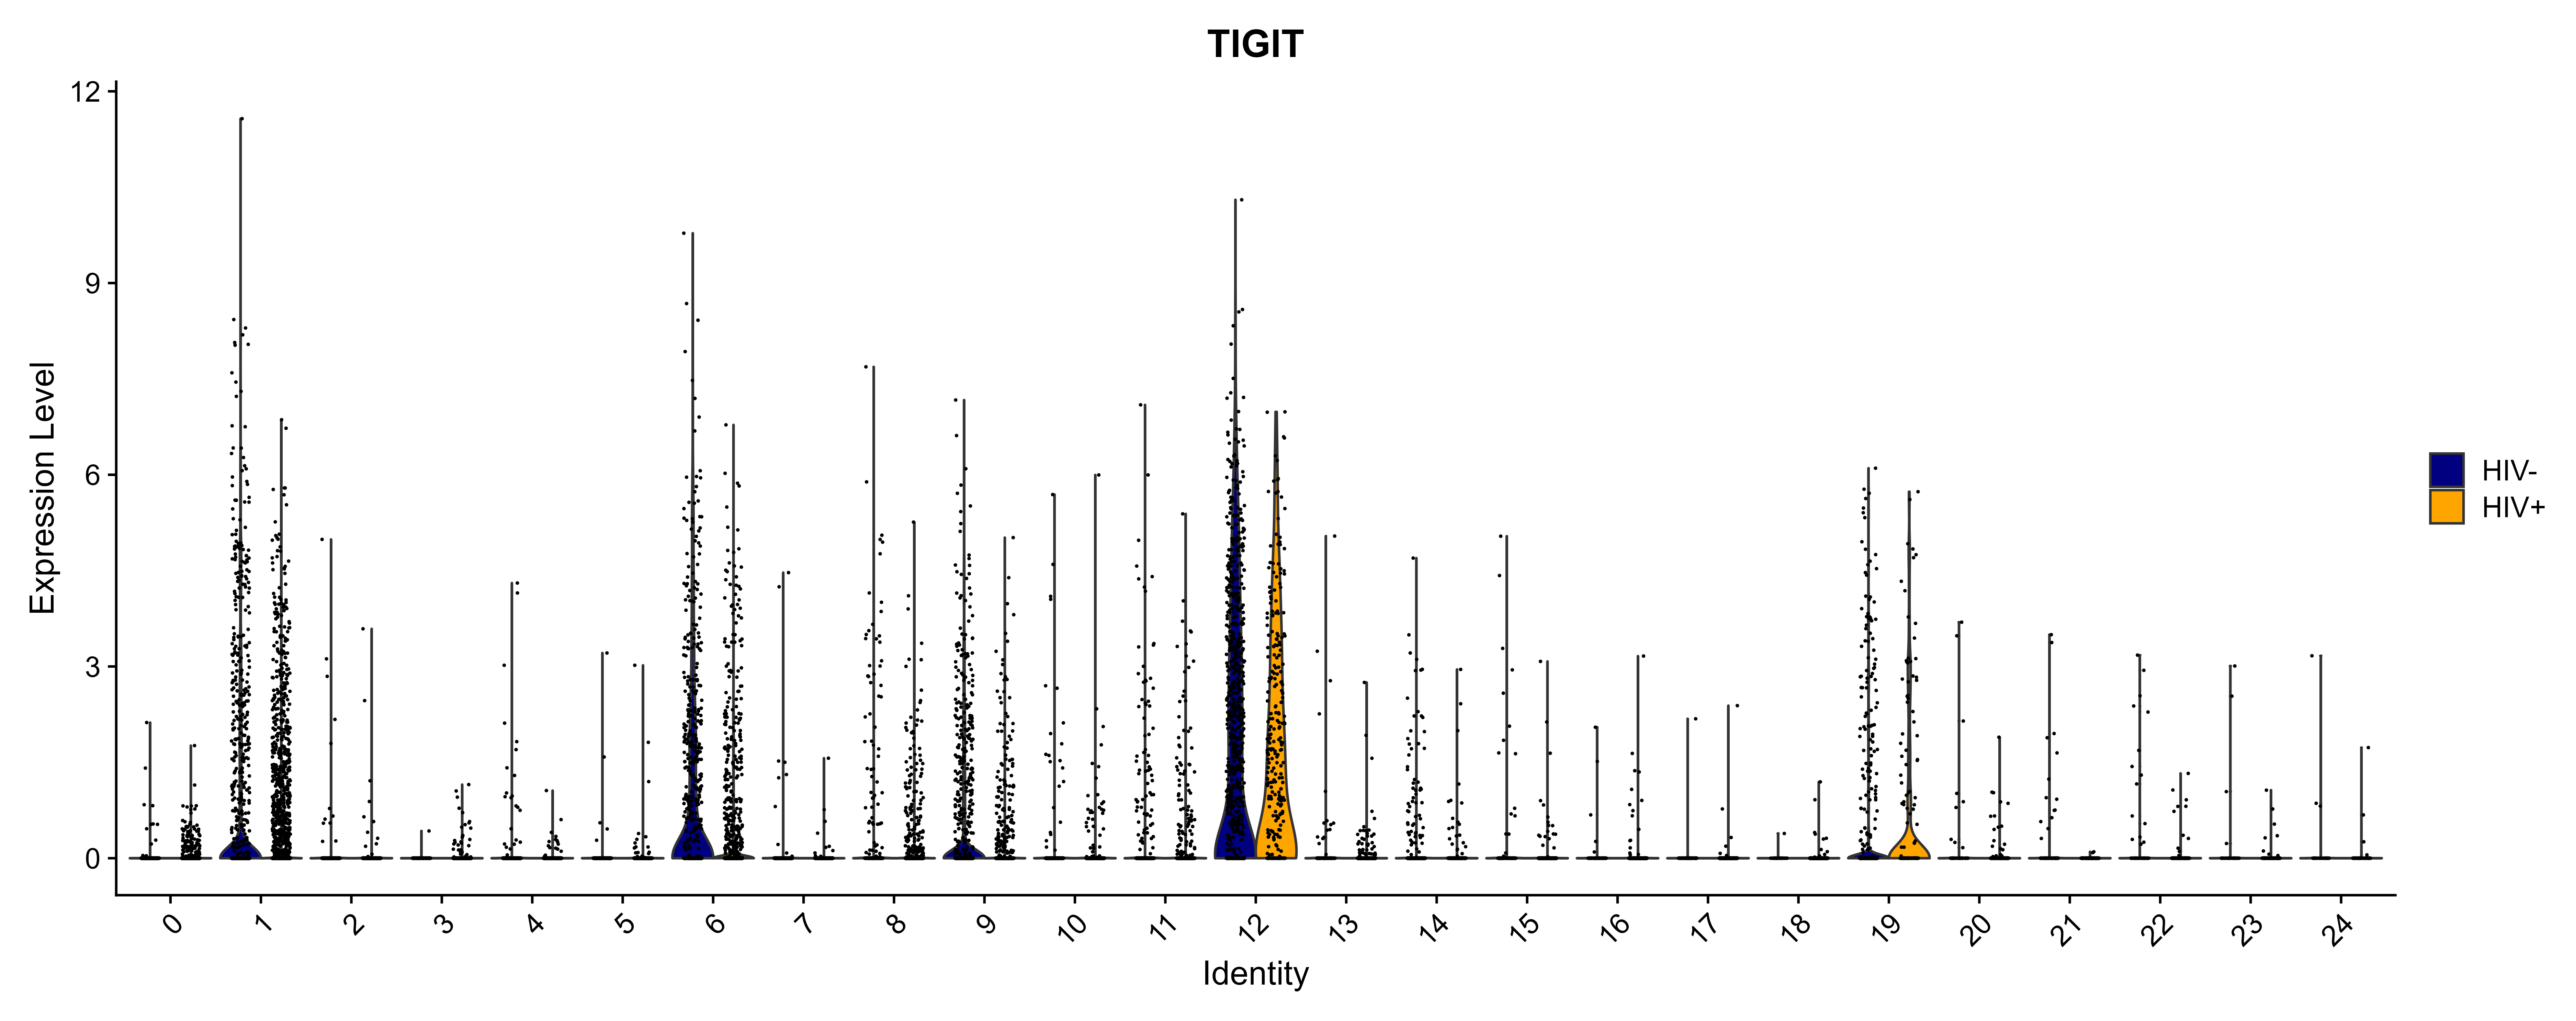 TIGIT
Expression Level
12
9
6
3
0
0 1 2 3 4 5 6 7 8 9 10 11 12 13 14 15 16 17 18 19 20 21 22 23 24
Identity
HIV-
HIV+